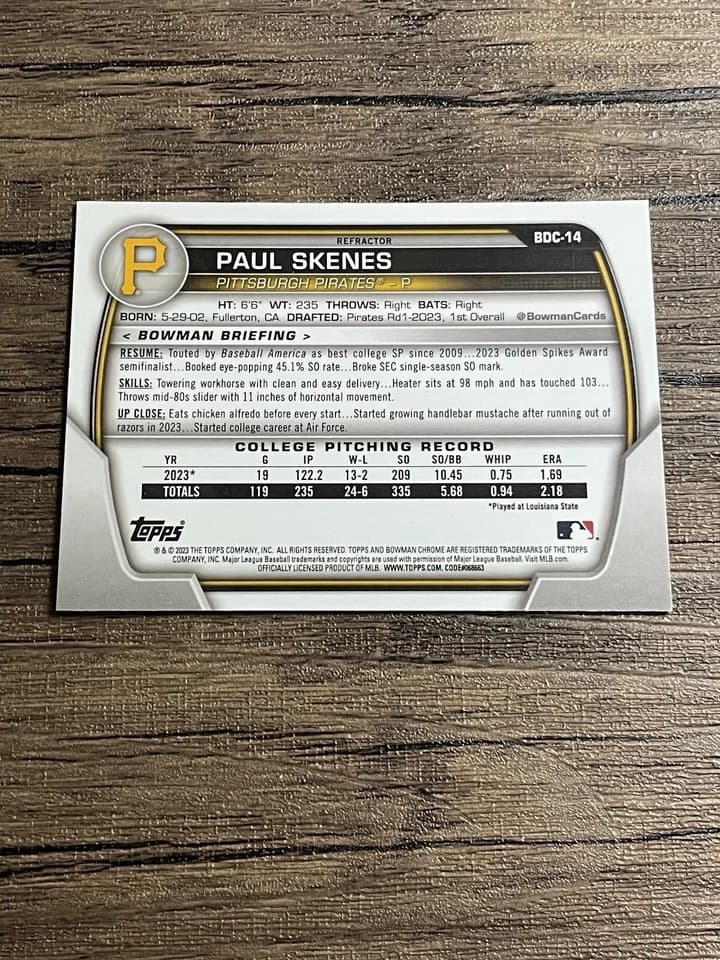 P
REFRACTOR
BDC-14
PAUL SKENES
PITTSBURGH PIRATES® – P
HT: 6'6" WT: 235 THROWS: Right BATS: Right
BORN: 5-29-02, Fullerton, CA DRAFTED: Pirates Rd1-2023, 1st Overall @BowmanCards
< BOWMAN BRIEFING >
RESUME: Touted by Baseball America as best college SP since 2009...2023 Golden Spikes Award
semifinalist...Booked eye-popping 45.1% SO rate...Broke SEC single-season SO mark.
SKILLS: Towering workhorse with clean and easy delivery...Heater sits at 98 mph and has touched 103...
Throws mid-80s slider with 11 inches of horizontal movement.
UP CLOSE: Eats chicken alfredo before every start...Started growing handlebar mustache after running out of
razors in 2023...Started college career at Air Force.
COLLEGE PITCHING RECORD
YR G IP W-L SO SO/BB WHIP ERA
2023* 19 122.2 13-2 209 10.45 0.75 1.69
TOTALS 119 235 24-6 335 5.68 0.94 2.18
*Played at Louisiana State
topps
® & © 2023 THE TOPPS COMPANY, INC. ALL RIGHTS RESERVED. TOPPS AND BOWMAN CHROME ARE REGISTERED TRADEMARKS OF THE TOPPS
COMPANY, INC. Major League Baseball trademarks and copyrights are used with permission of Major League Baseball. Visit MLB.com.
OFFICIALLY LICENSED PRODUCT OF MLB. WWW.TOPPS.COM. CODE#068663